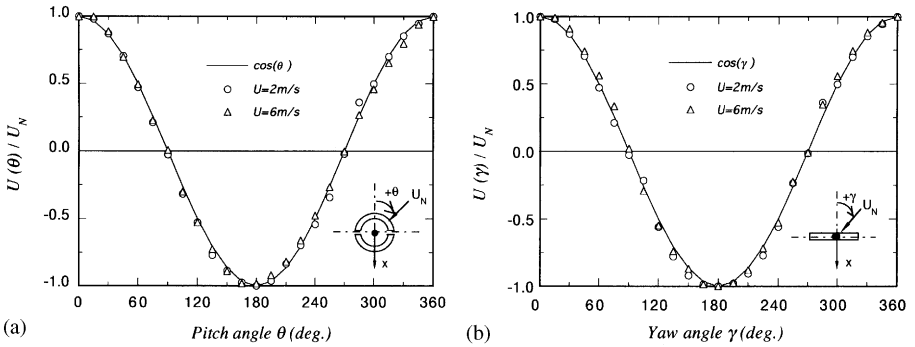 1.0
0.5
0.0
-0.5
-1.0
U (θ) / U_N
cos(θ)
U=2m/s
U=6m/s
+θ
U_N
x
0 60 120 180 240 300 360
(a) Pitch angle θ (deg.)
1.0
0.5
0.0
-0.5
-1.0
U (γ) / U_N
cos(γ)
U=2m/s
U=6m/s
+γ
U_N
x
0 60 120 180 240 300 360
(b) Yaw angle γ (deg.)